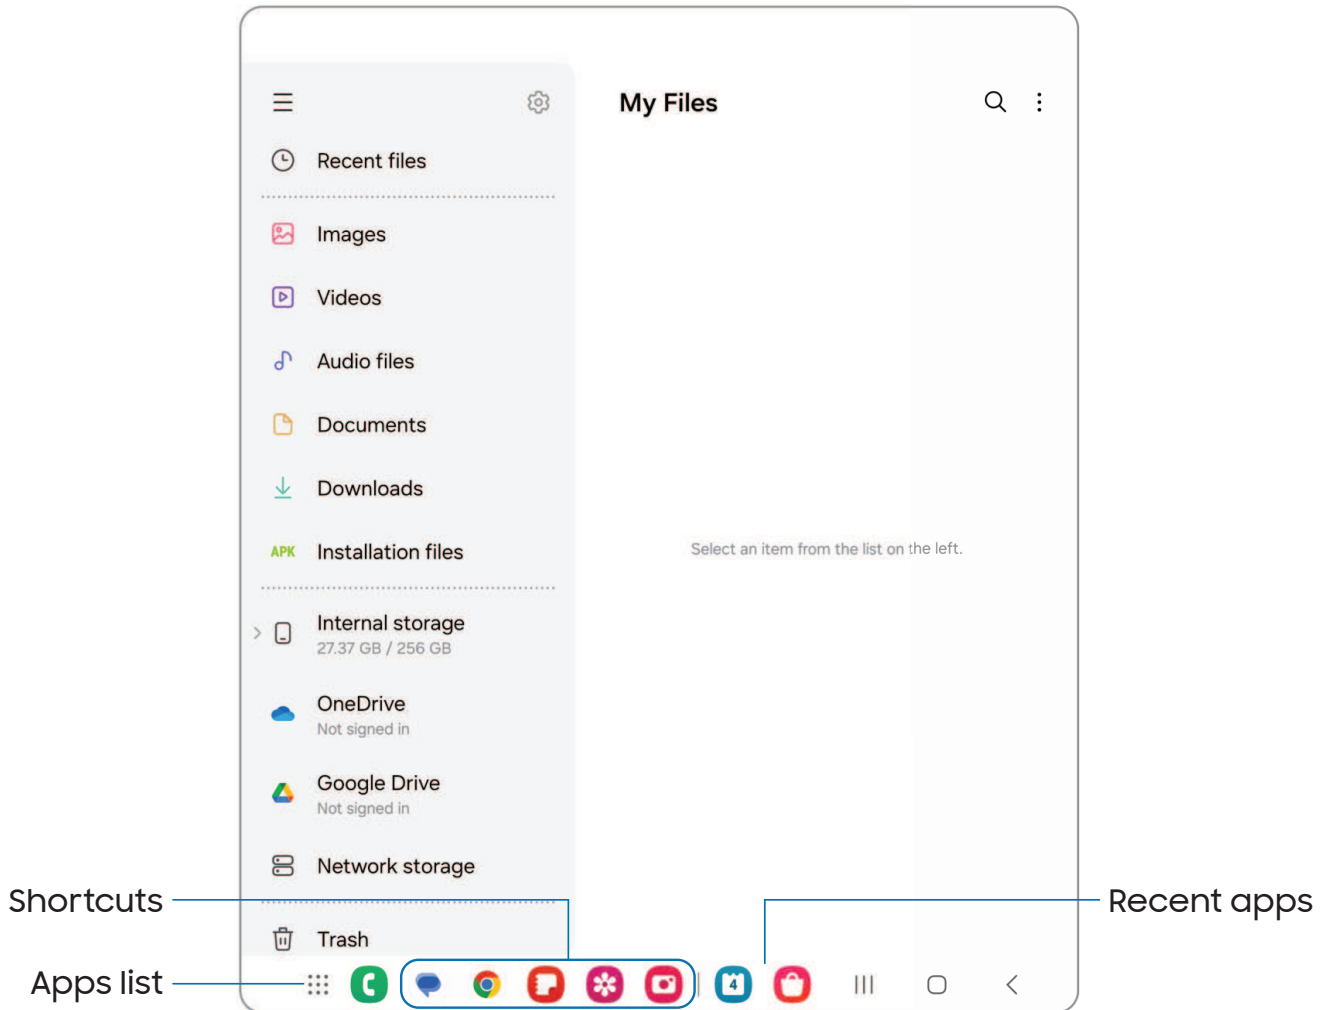 My Files
Recent files
Images
Videos
Audio files
Documents
Downloads
APK
Installation files
Select an item from the list on the left.
Internal storage
27.37 GB / 256 GB
OneDrive
Not signed in
Google Drive
Not signed in
Network storage
Shortcuts
Recent apps
Trash
Apps list
4